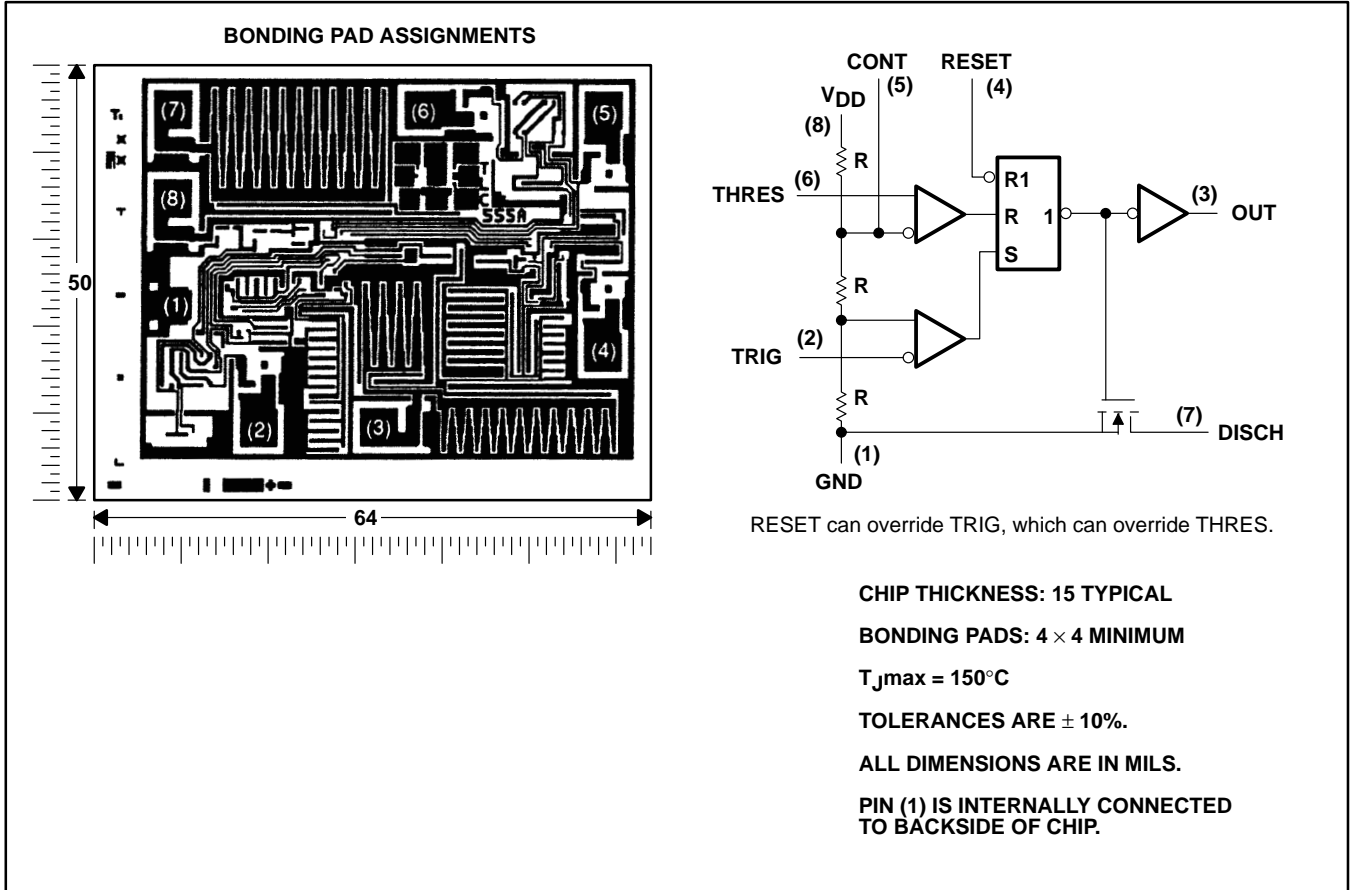 BONDING PAD ASSIGNMENTS
(7)
(6)
(5)
(8)
555A
(1)
(4)
(2)
(3)
50
64
CONT
(5)
RESET
(4)
VDD
(8)
R
THRES
(6)
R1
R
S
1
(3)
OUT
R
TRIG
(2)
R
(7)
DISCH
(1)
GND
RESET can override TRIG, which can override THRES.
CHIP THICKNESS: 15 TYPICAL
BONDING PADS: 4 × 4 MINIMUM
TJmax = 150°C
TOLERANCES ARE ± 10%.
ALL DIMENSIONS ARE IN MILS.
PIN (1) IS INTERNALLY CONNECTED
TO BACKSIDE OF CHIP.